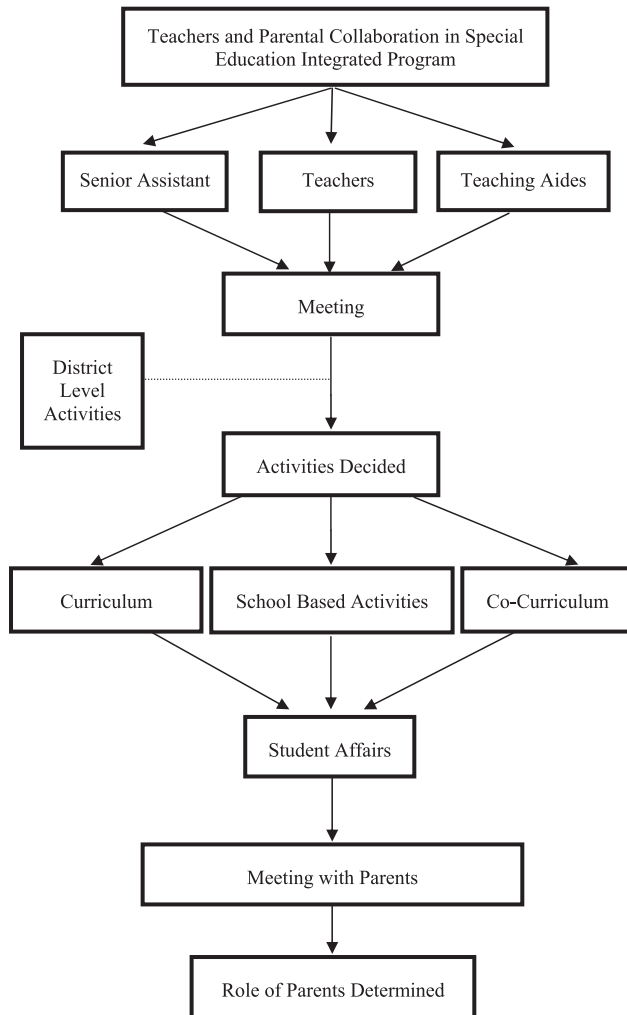 Teachers and Parental Collaboration in Special
Education Integrated Program
Senior Assistant
Teachers
Teaching Aides
Meeting
District
Level
Activities
Activities Decided
Curriculum
School Based Activities
Co-Curriculum
Student Affairs
Meeting with Parents
Role of Parents Determined